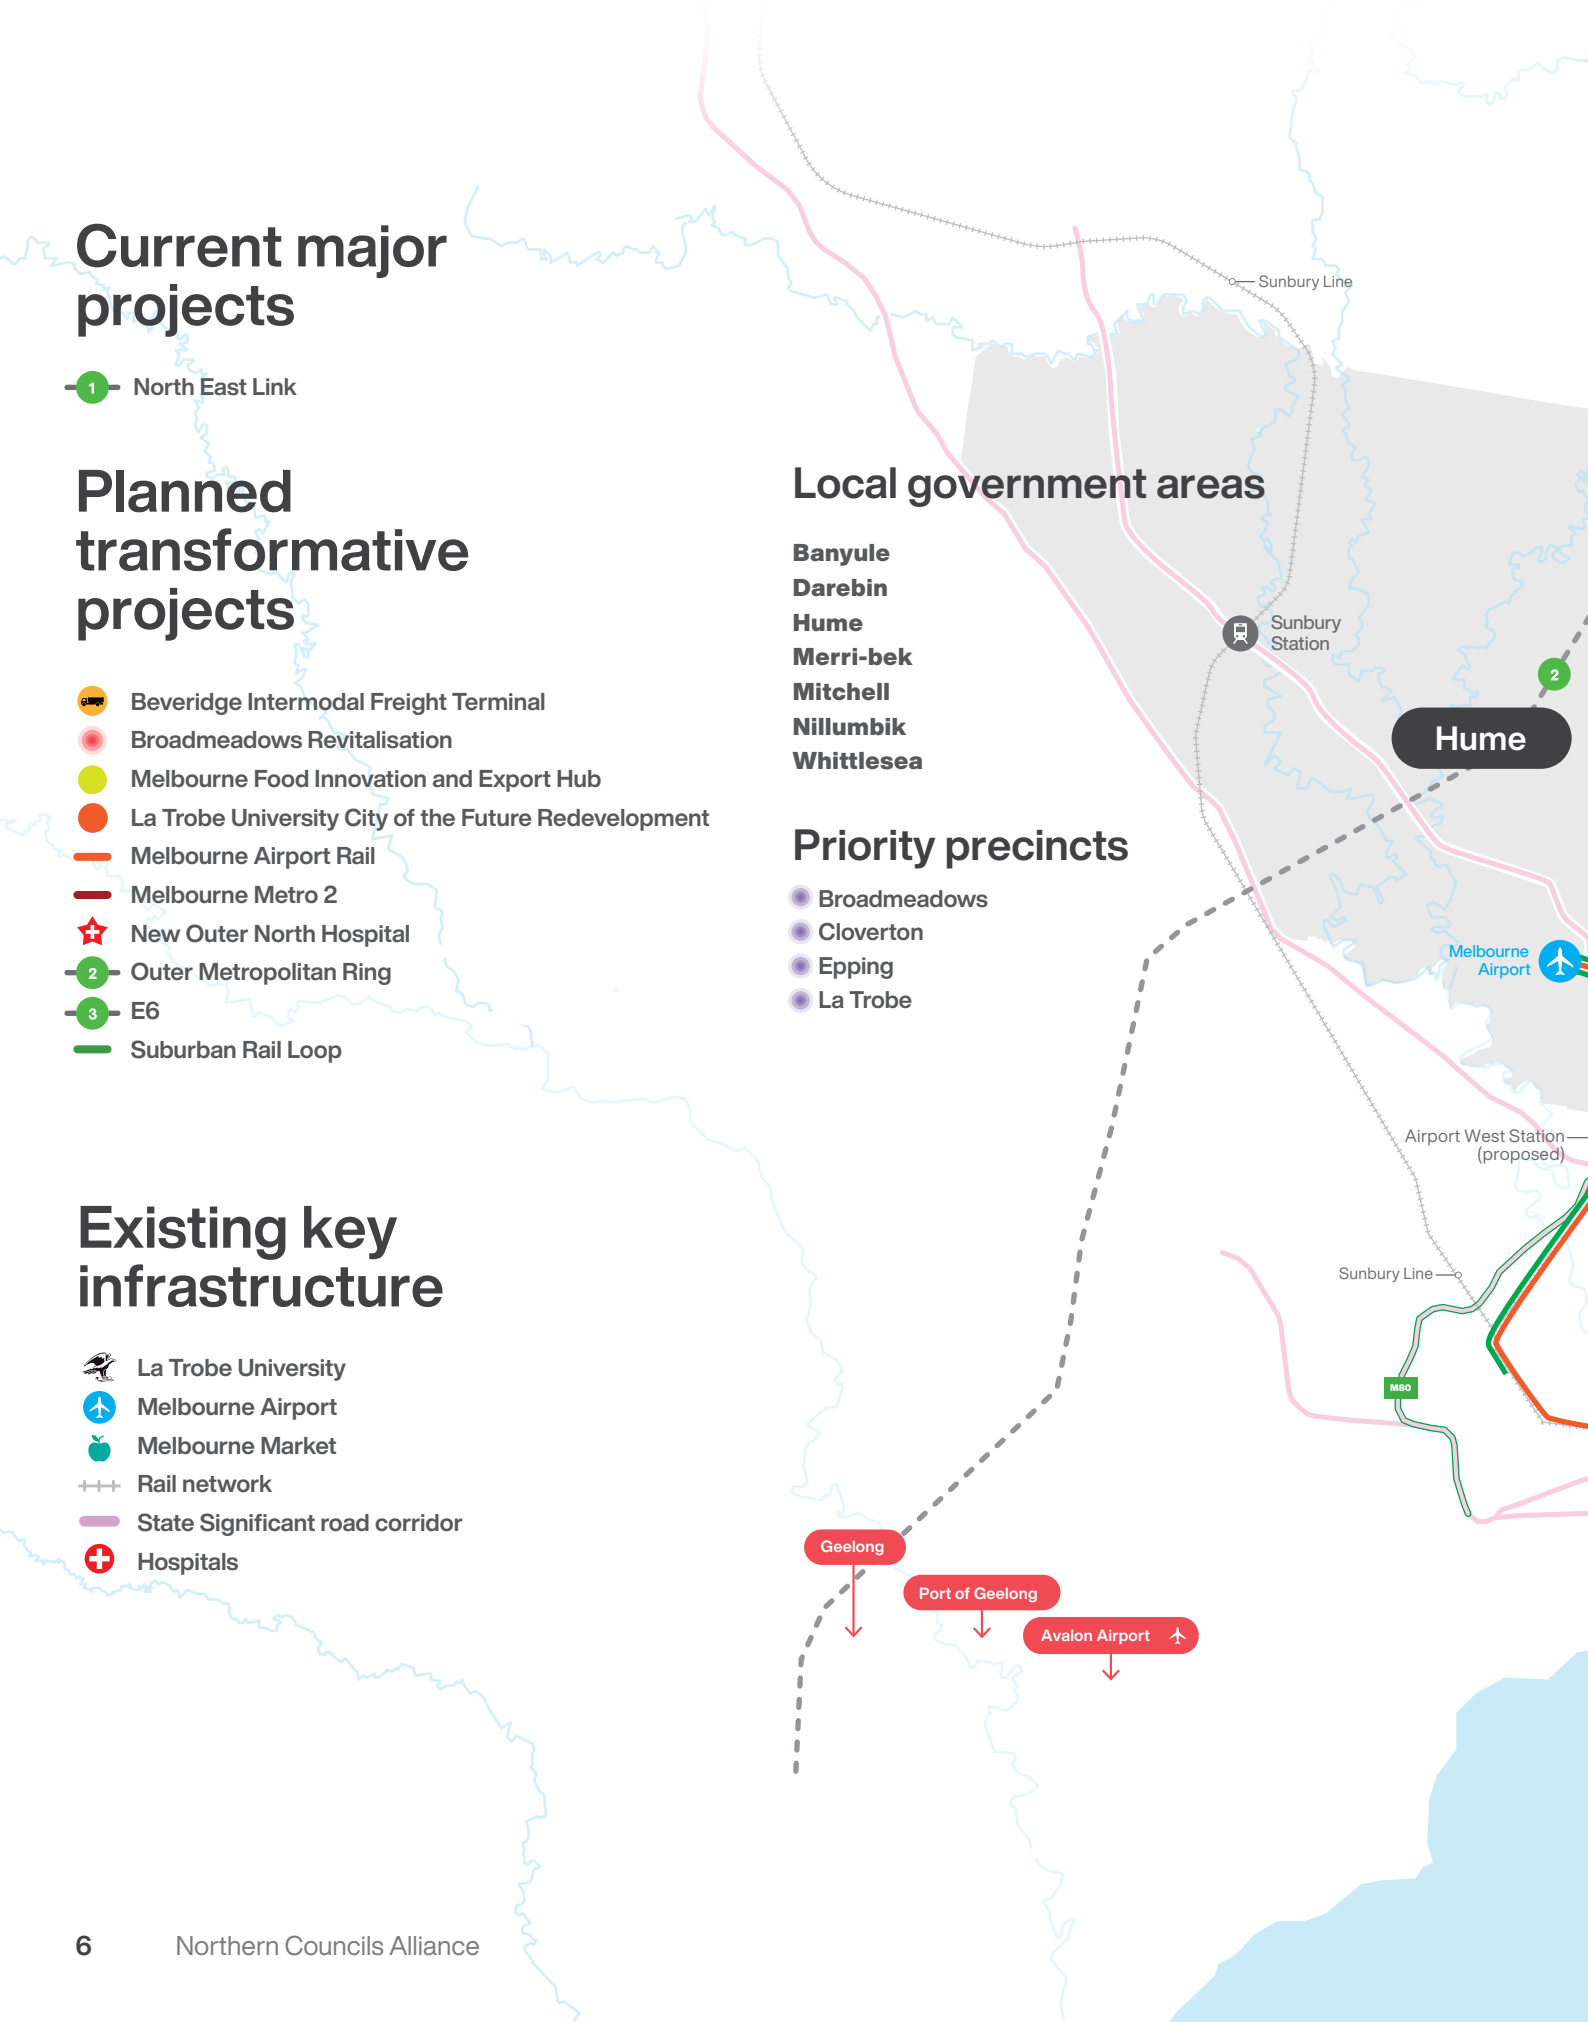 Current major
projects
1 North East Link
Planned
transformative
projects
Beveridge Intermodal Freight Terminal
Broadmeadows Revitalisation
Melbourne Food Innovation and Export Hub
La Trobe University City of the Future Redevelopment
Melbourne Airport Rail
Melbourne Metro 2
New Outer North Hospital
2 Outer Metropolitan Ring
3 E6
Suburban Rail Loop
Existing key
infrastructure
La Trobe University
Melbourne Airport
Melbourne Market
Rail network
State Significant road corridor
Hospitals
Local government areas
Banyule
Darebin
Hume
Merri-bek
Mitchell
Nillumbik
Whittlesea
Priority precincts
Broadmeadows
Cloverton
Epping
La Trobe
Sunbury Line
Sunbury
Station
2
Hume
Melbourne
Airport
Airport West Station
(proposed)
Sunbury Line
M80
Geelong
Port of Geelong
Avalon Airport
6 Northern Councils Alliance